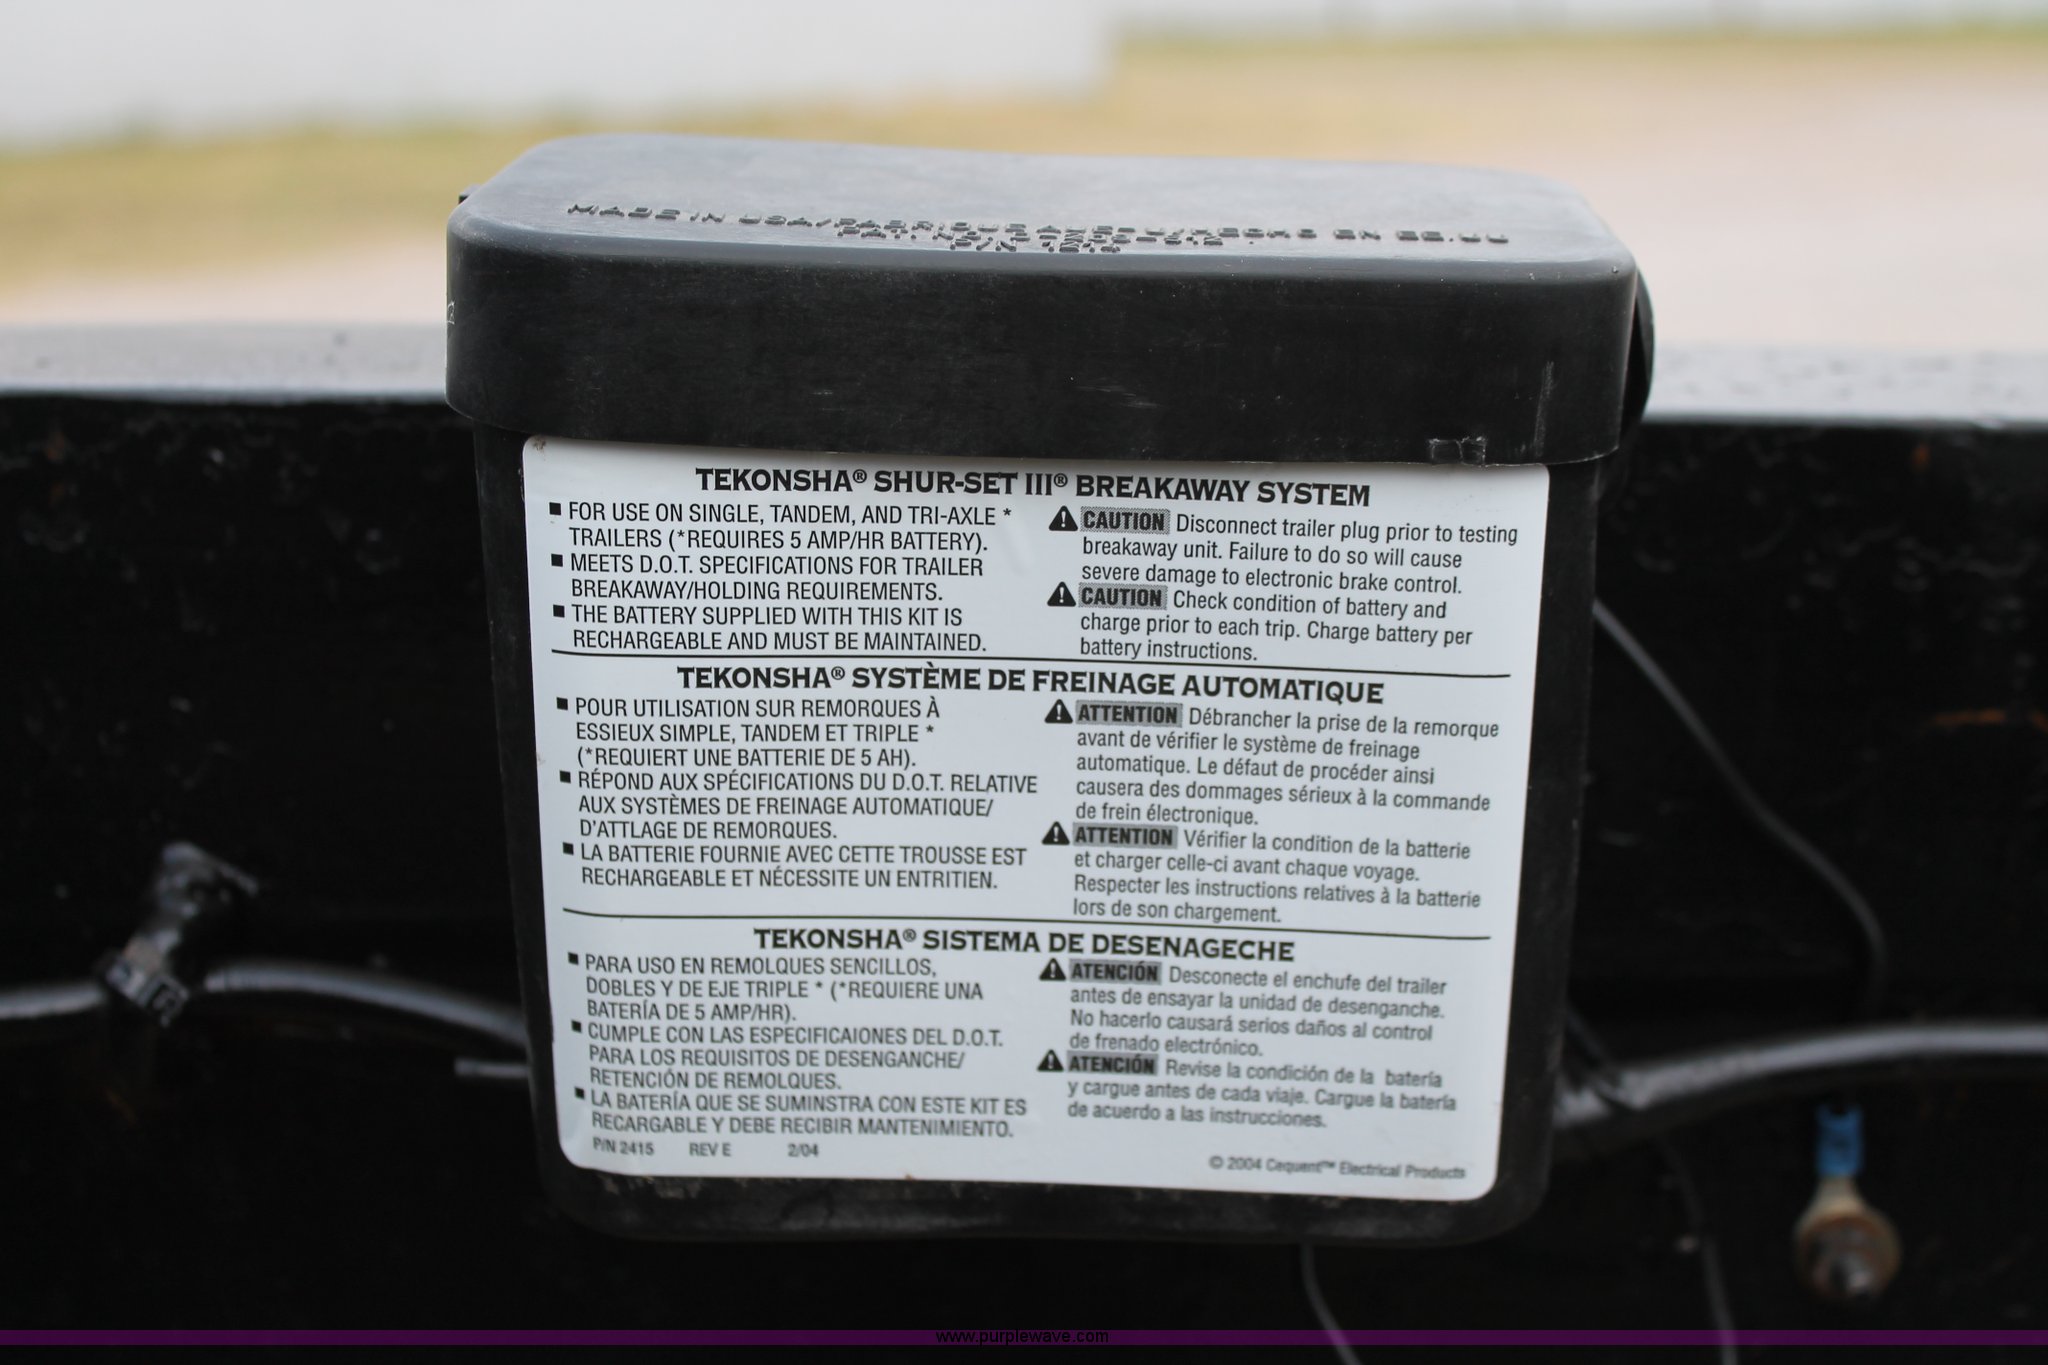 MADE IN USA/FABRIQUE AUX E.U./HECHO EN EE.UU
P/N 1214
TEKONSHA® SHUR-SET III® BREAKAWAY SYSTEM
■ FOR USE ON SINGLE, TANDEM, AND TRI-AXLE *
TRAILERS (*REQUIRES 5 AMP/HR BATTERY).
■ MEETS D.O.T. SPECIFICATIONS FOR TRAILER
BREAKAWAY/HOLDING REQUIREMENTS.
■ THE BATTERY SUPPLIED WITH THIS KIT IS
RECHARGEABLE AND MUST BE MAINTAINED.
⚠ CAUTION Disconnect trailer plug prior to testing
breakaway unit. Failure to do so will cause
severe damage to electronic brake control.
⚠ CAUTION Check condition of battery and
charge prior to each trip. Charge battery per
battery instructions.
TEKONSHA® SYSTÈME DE FREINAGE AUTOMATIQUE
■ POUR UTILISATION SUR REMORQUES À
ESSIEUX SIMPLE, TANDEM ET TRIPLE *
(*REQUIERT UNE BATTERIE DE 5 AH).
■ RÉPOND AUX SPÉCIFICATIONS DU D.O.T. RELATIVE
AUX SYSTÈMES DE FREINAGE AUTOMATIQUE/
D'ATTLAGE DE REMORQUES.
■ LA BATTERIE FOURNIE AVEC CETTE TROUSSE EST
RECHARGEABLE ET NÉCESSITE UN ENTRITIEN.
⚠ ATTENTION Débrancher la prise de la remorque
avant de vérifier le système de freinage
automatique. Le défaut de procéder ainsi
causera des dommages sérieux à la commande
de frein électronique.
⚠ ATTENTION Vérifier la condition de la batterie
et charger celle-ci avant chaque voyage.
Respecter les instructions relatives à la batterie
lors de son chargement.
TEKONSHA® SISTEMA DE DESENAGECHE
■ PARA USO EN REMOLQUES SENCILLOS,
DOBLES Y DE EJE TRIPLE * (*REQUIERE UNA
BATERÍA DE 5 AMP/HR).
■ CUMPLE CON LAS ESPECIFICAIONES DEL D.O.T.
PARA LOS REQUISITOS DE DESENGANCHE/
RETENCIÓN DE REMOLQUES.
■ LA BATERÍA QUE SE SUMINSTRA CON ESTE KIT ES
RECARGABLE Y DEBE RECIBIR MANTENIMIENTO.
⚠ ATENCIÓN Desconecte el enchufe del trailer
antes de ensayar la unidad de desenganche.
No hacerlo causará serios daños al control
de frenado electrónico.
⚠ ATENCIÓN Revise la condición de la batería
y cargue antes de cada viaje. Cargue la batería
de acuerdo a las instrucciones.
P/N 2415 REV E 2/04
© 2004 Cequent™ Electrical Products
www.purplewave.com